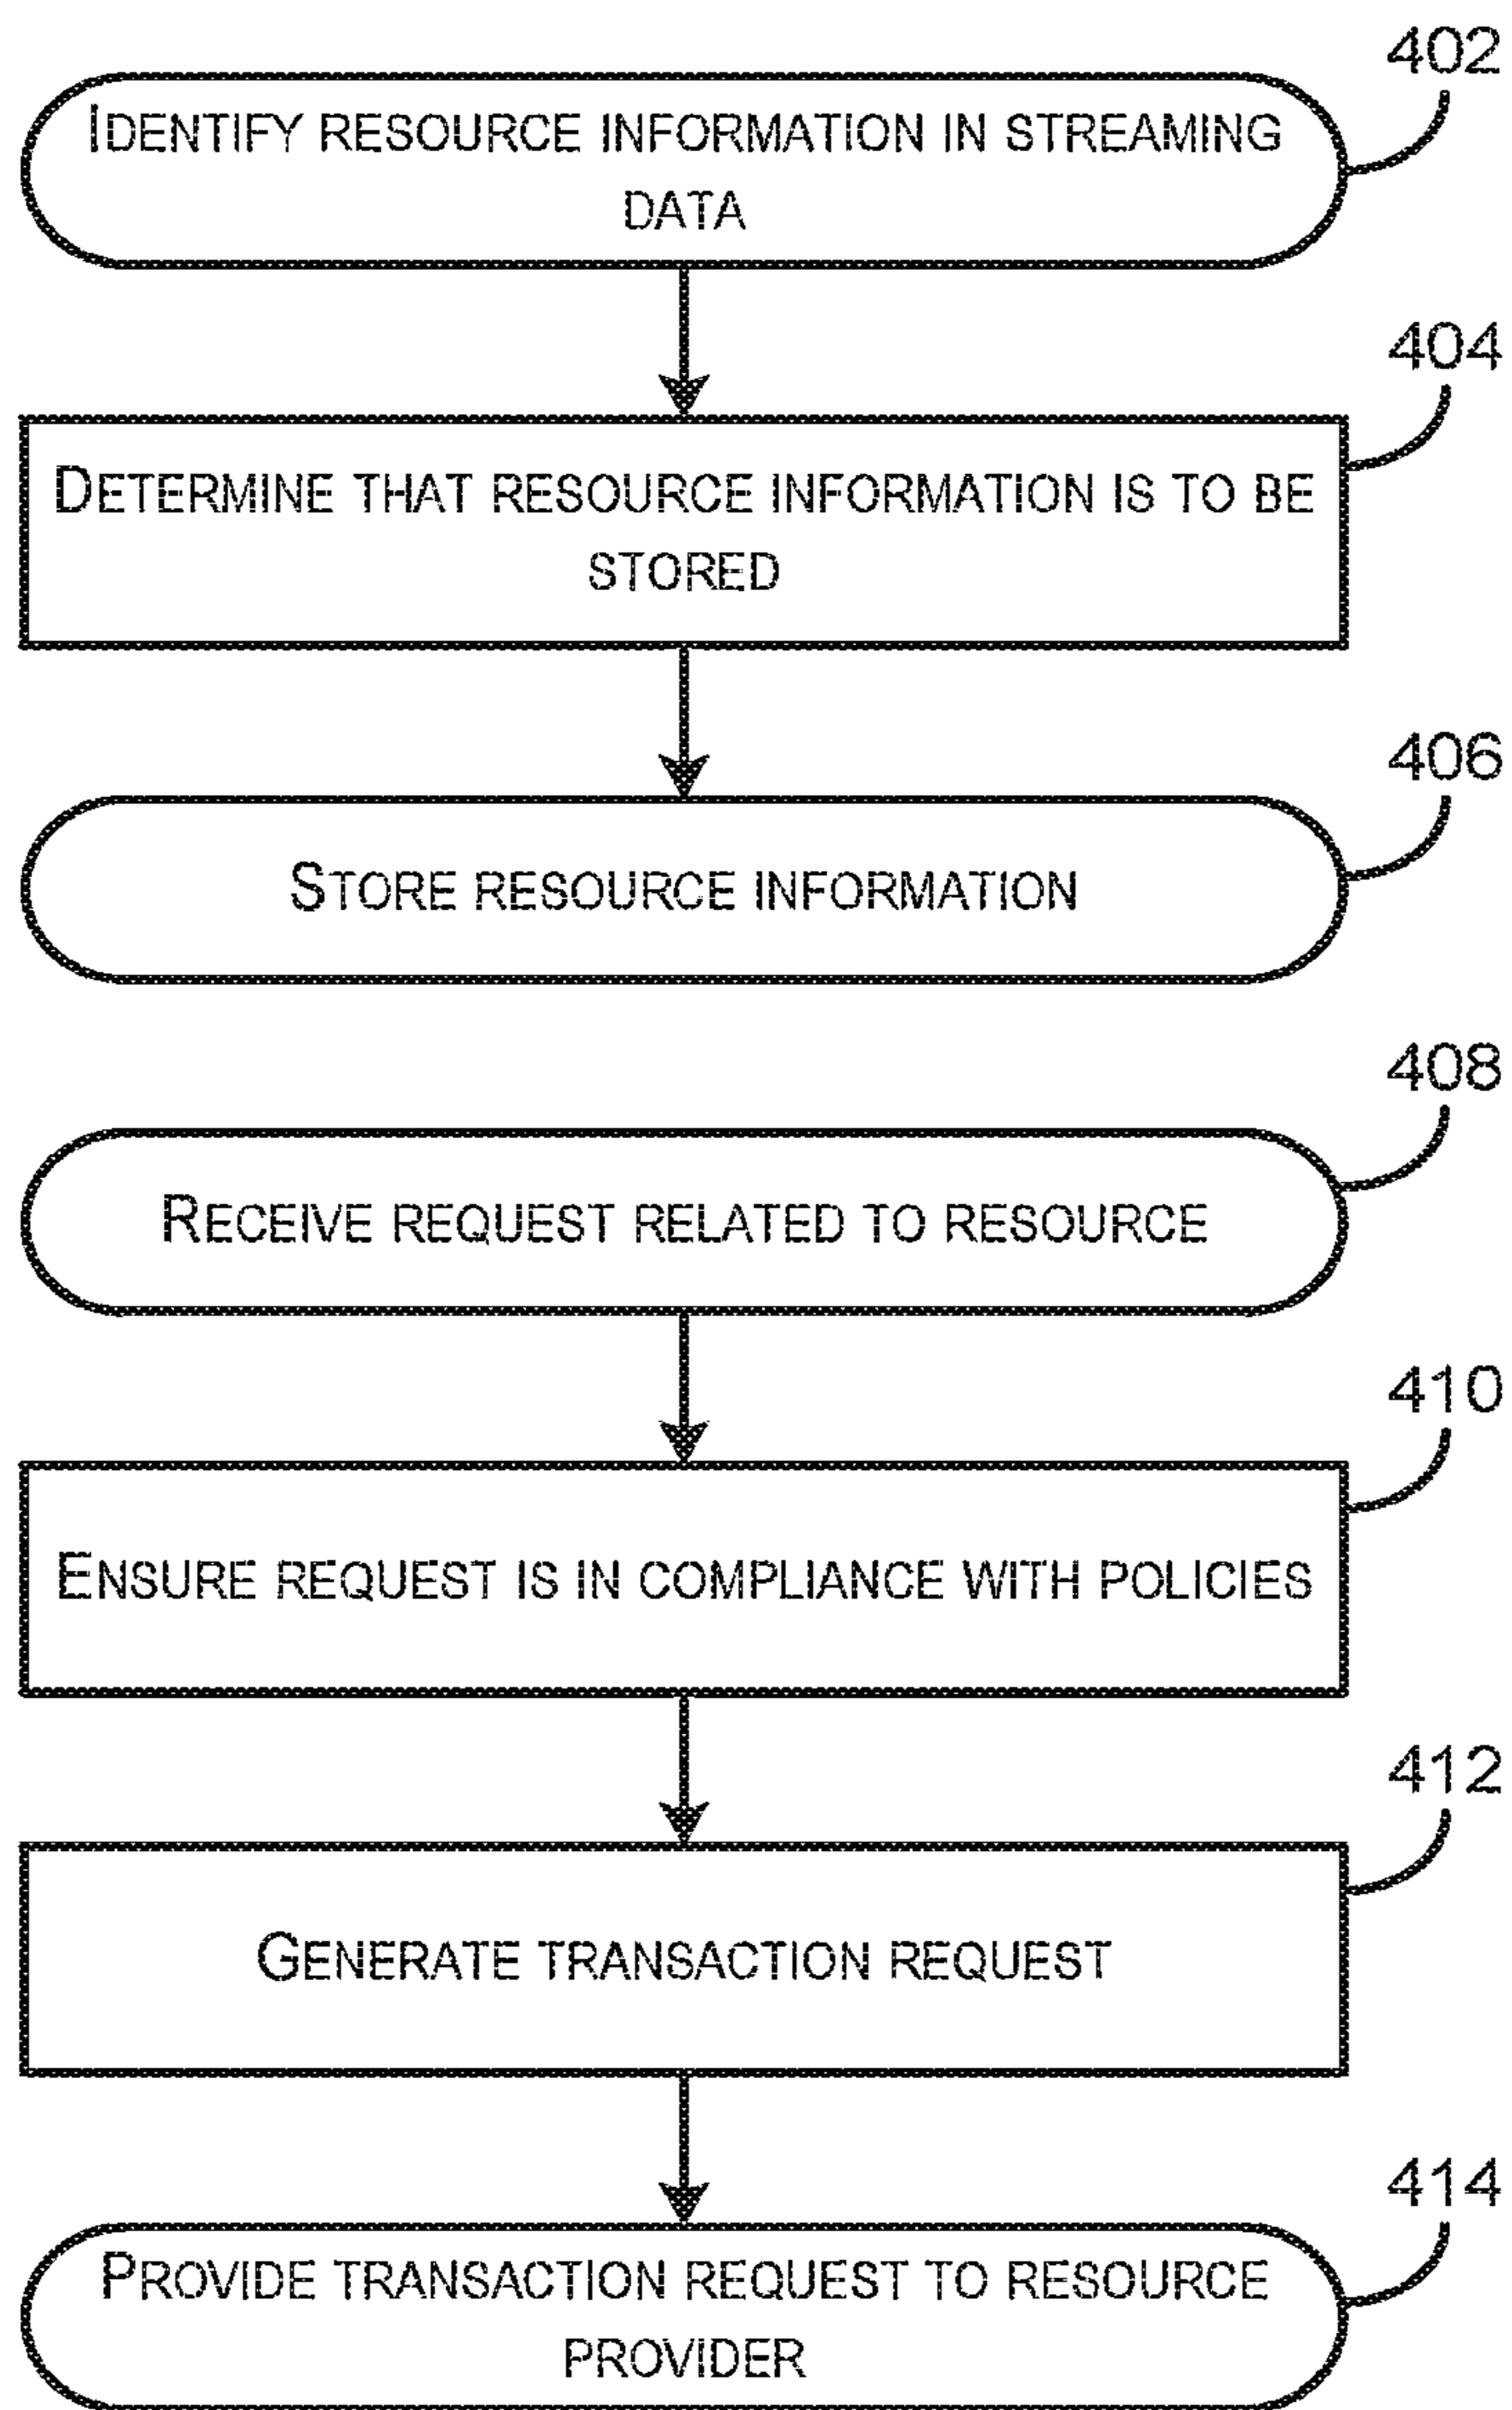 402
IDENTIFY RESOURCE INFORMATION IN STREAMING
DATA
404
DETERMINE THAT RESOURCE INFORMATION IS TO BE
STORED
406
STORE RESOURCE INFORMATION
408
RECEIVE REQUEST RELATED TO RESOURCE
410
ENSURE REQUEST IS IN COMPLIANCE WITH POLICIES
412
GENERATE TRANSACTION REQUEST
414
PROVIDE TRANSACTION REQUEST TO RESOURCE
PROVIDER